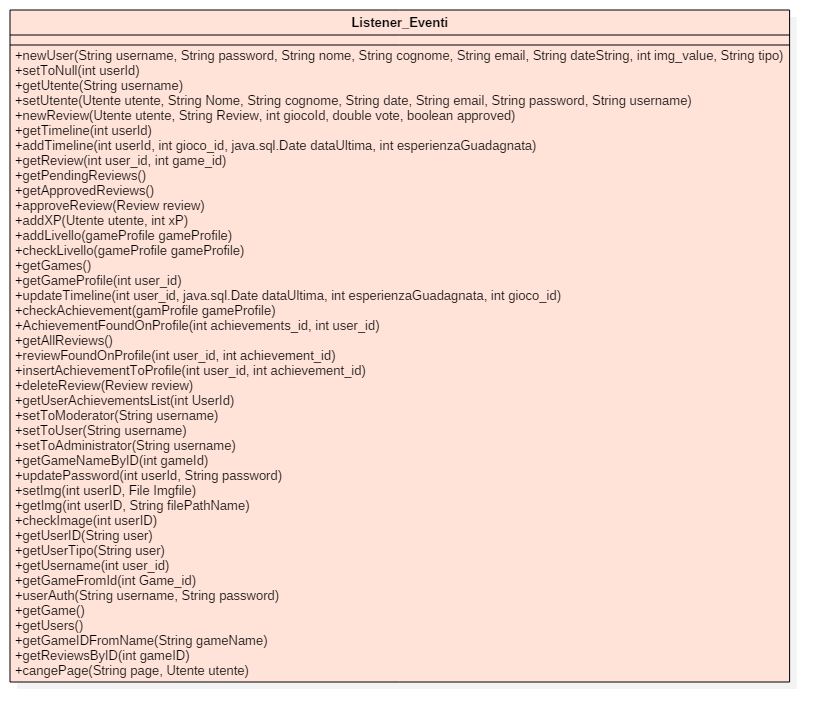 Listener_Eventi
+newUser(String username, String password, String nome, String cognome, String email, String dateString, int img_value, String tipo)
+setToNull(int userId)
+getUtente(String username)
+setUtente(Utente utente, String Nome, String cognome, String date, String email, String password, String username)
+newReview(Utente utente, String Review, int giocoId, double vote, boolean approved)
+getTimeline(int userId)
+addTimeline(int userId, int gioco_id, java.sql.Date dataUltima, int esperienzaGuadagnata)
+getReview(int user_id, int game_id)
+getPendingReviews()
+getApprovedReviews()
+approveReview(Review review)
+addXP(Utente utente, int xP)
+addLivello(gameProfile gameProfile)
+checkLivello(gameProfile gameProfile)
+getGames()
+getGameProfile(int user_id)
+updateTimeline(int user_id, java.sql.Date dataUltima, int esperienzaGuadagnata, int gioco_id)
+checkAchievement(gamProfile gameProfile)
+AchievementFoundOnProfile(int achievements_id, int user_id)
+getAllReviews()
+reviewFoundOnProfile(int user_id, int achievement_id)
+insertAchievementToProfile(int user_id, int achievement_id)
+deleteReview(Review review)
+getUserAchievementsList(int UserId)
+setToModerator(String username)
+setToUser(String username)
+setToAdministrator(String username)
+getGameNameByID(int gameId)
+updatePassword(int userId, String password)
+setImg(int userID, File Imgfile)
+getImg(int userID, String filePathName)
+checkImage(int userID)
+getUserID(String user)
+getUserTipo(String user)
+getUsername(int user_id)
+getGameFromId(int Game_id)
+userAuth(String username, String password)
+getGame()
+getUsers()
+getGameIDFromName(String gameName)
+getReviewsByID(int gameID)
+cangePage(String page, Utente utente)